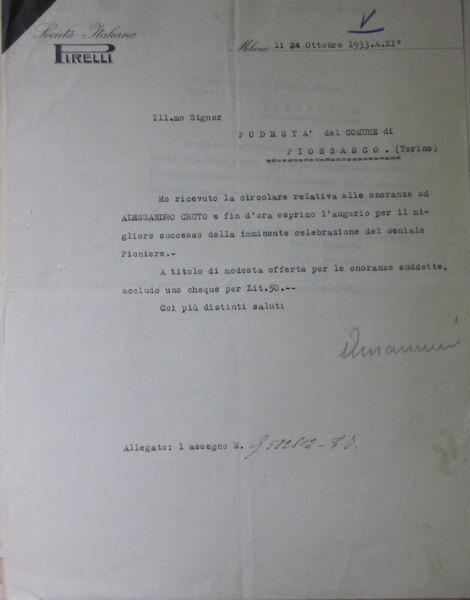 Società Italiana
PIRELLI
Milano, li 24 Ottobre 1933.A.XI°
Ill.mo Signor
PODESTA' del COMUNE di
PIOSSASCO. (Torino)
Ho ricevuto la circolare relativa alle onoranze ad
ALESSANDRO CRUTO e fin d'ora esprimo l'augurio per il mi-
gliore successo della imminente celebrazione del Geniale
Pioniere.-
A titolo di modesta offerta per le onoranze suddette,
accludo uno cheque per Lit.50.--
Coi più distinti saluti
Allegato: 1 assegno N.